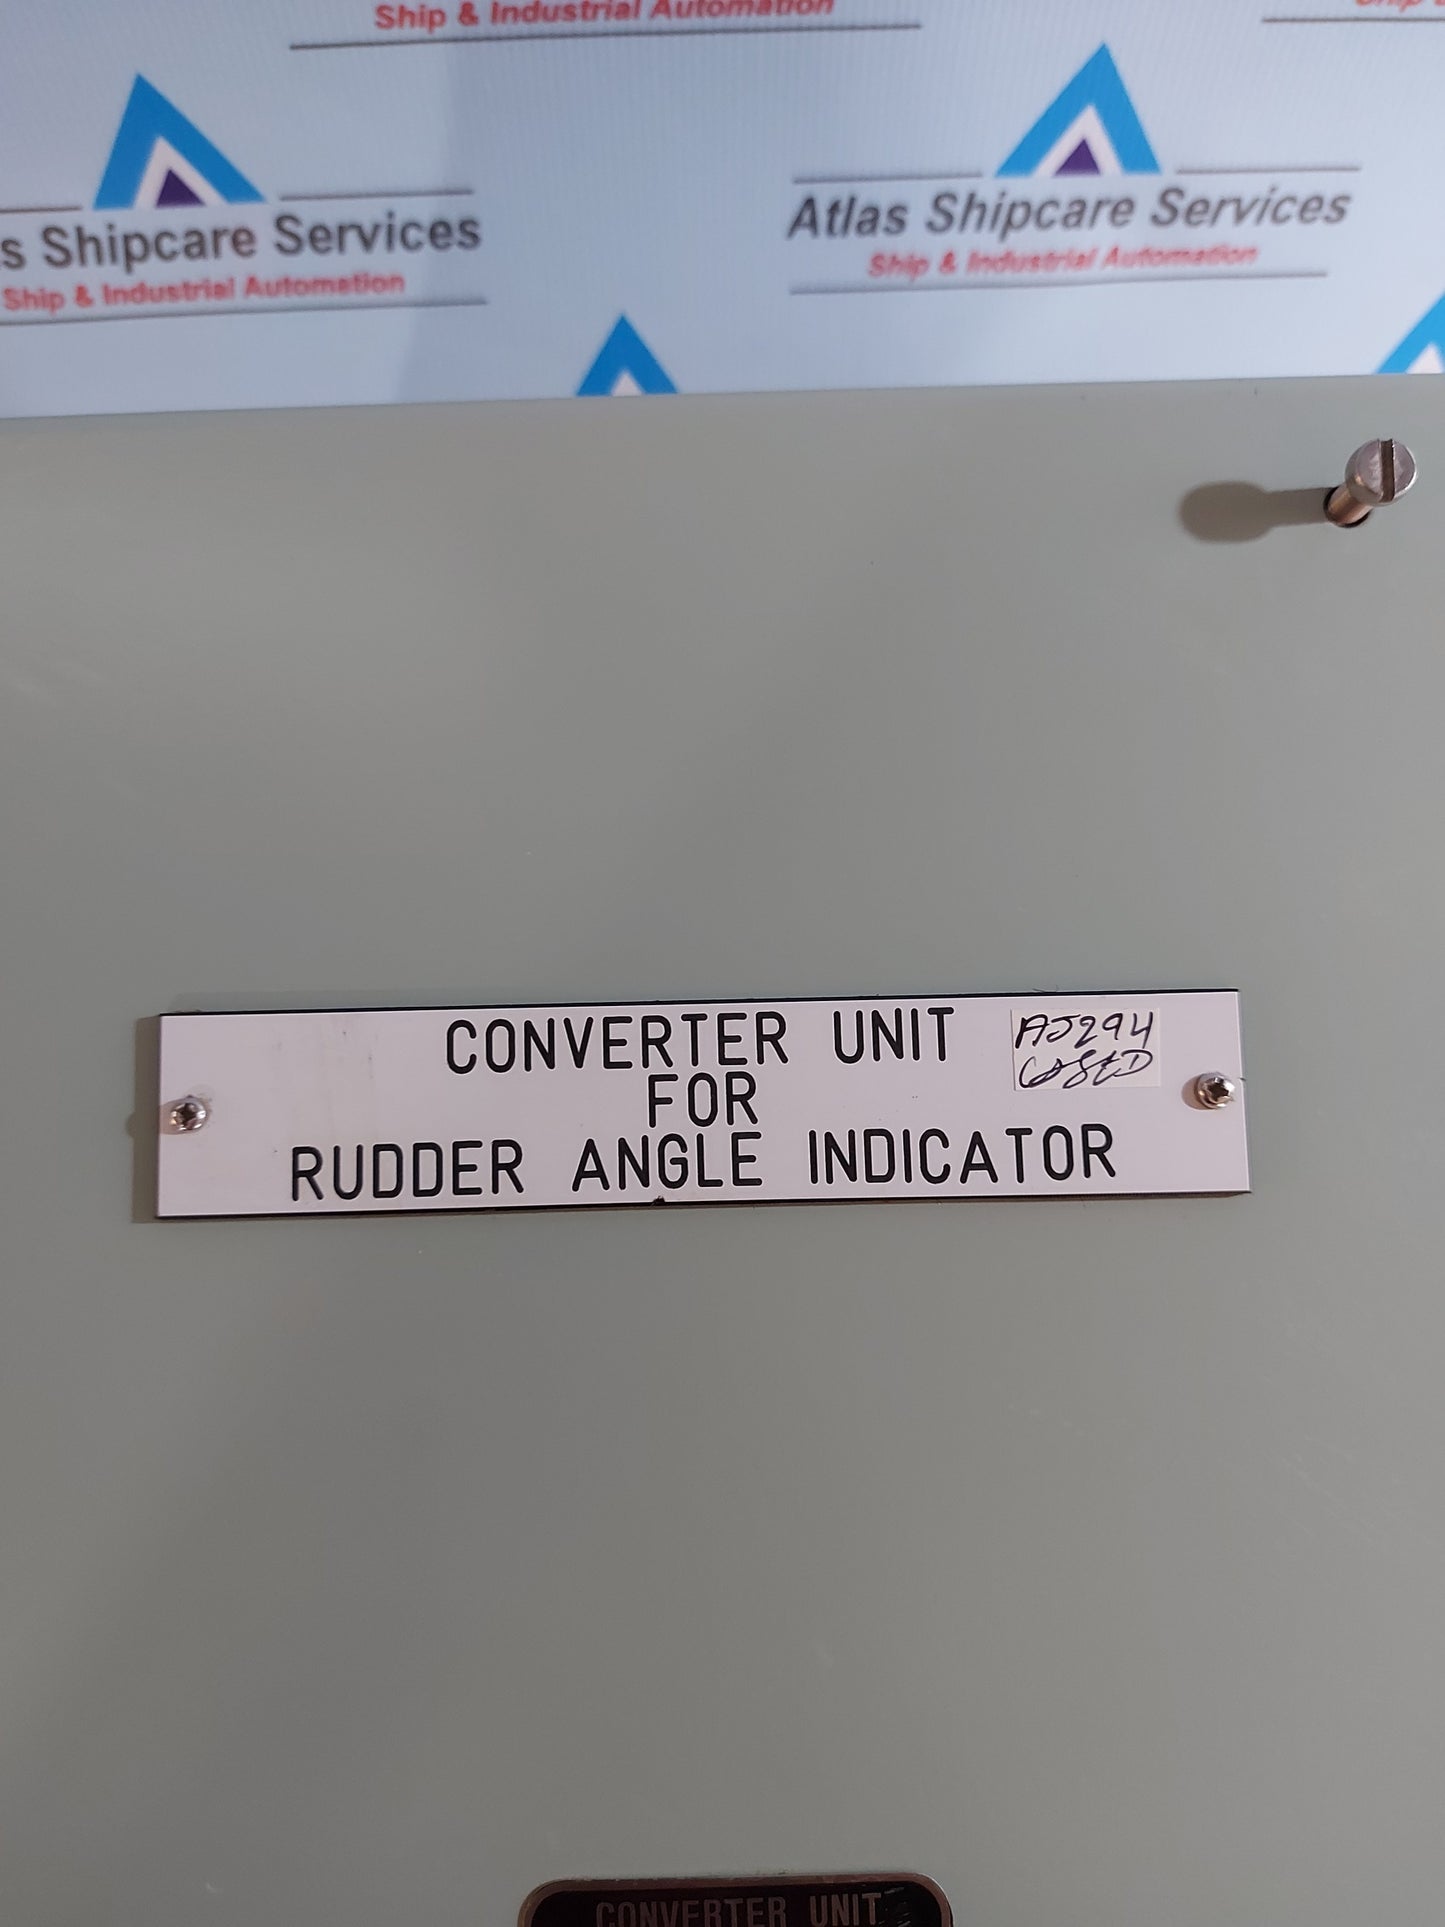 Ship & Industrial Automation
s Shipcare Services
Ship & Industrial Automation
Atlas Shipcare Services
Ship & Industrial Automation
CONVERTER UNIT
FOR
RUDDER ANGLE INDICATOR
AJ294
USED
CONVERTER UNIT